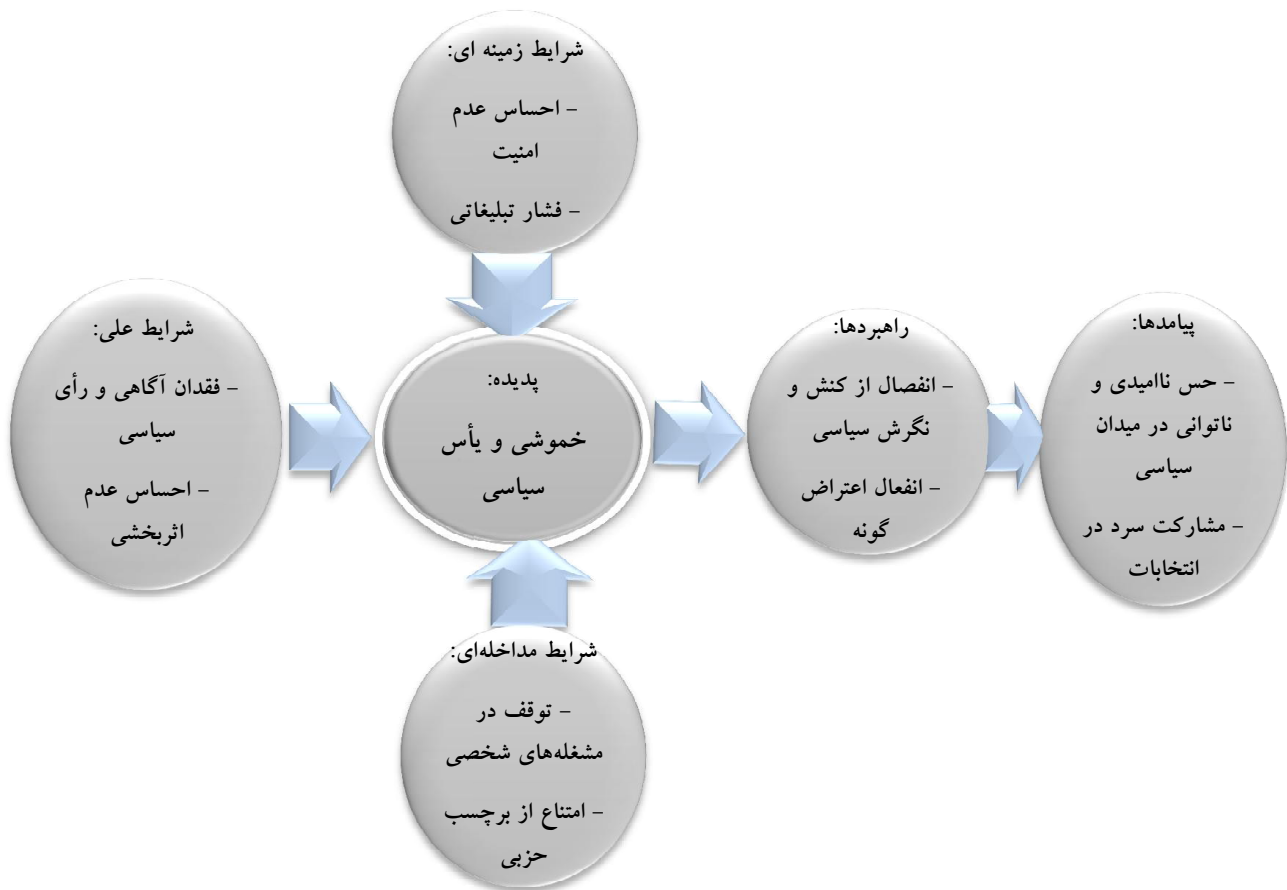 شرایط زمینه ای:
- احساس عدم
امنیت
- فشار تبلیغاتی
شرایط علی:
- فقدان آگاهی و رأی
سیاسی
- احساس عدم
اثربخشی
پدیده:
خموشی و یأس
سیاسی
راهبردها:
- انفصال از کنش و
نگرش سیاسی
- انفعال اعتراض
گونه
پیامدها:
- حس ناامیدی و
ناتوانی در میدان
سیاسی
- مشارکت سرد در
انتخابات
شرایط مداخله‌ای:
- توقف در
مشغله‌های شخصی
- امتناع از برچسب
حزبی